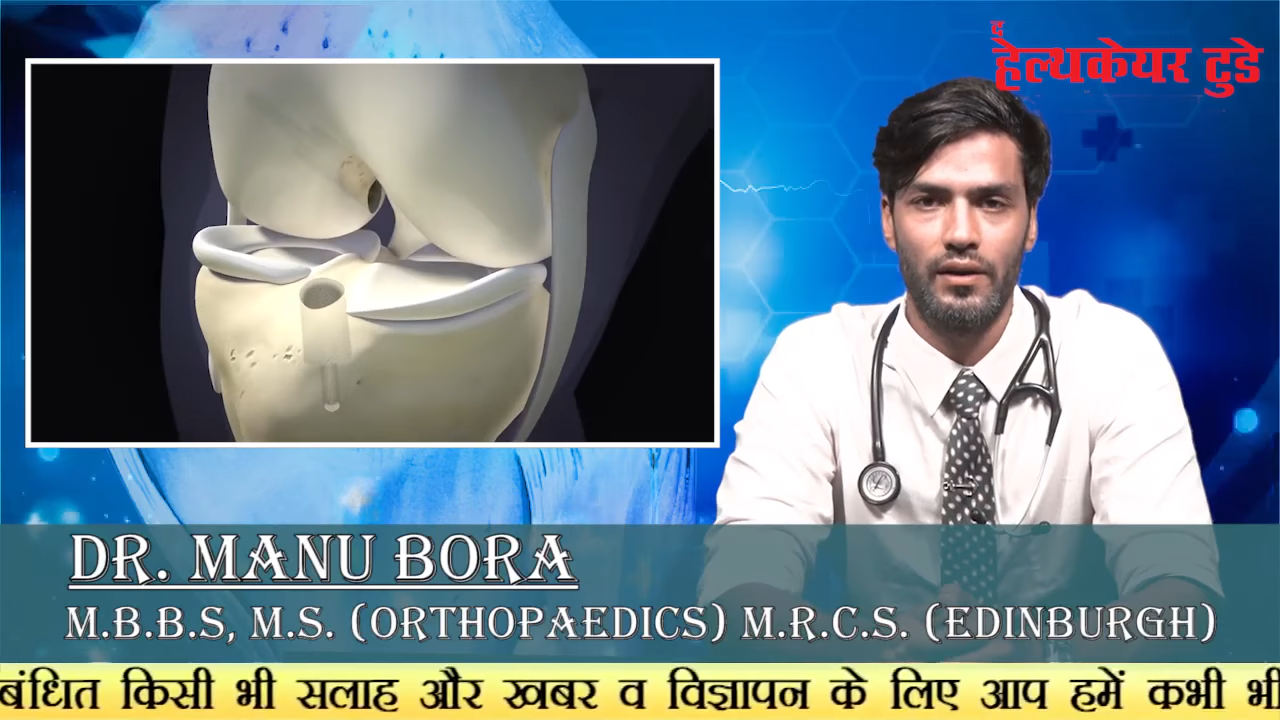 द
हेल्थकेयर टुडे
DR. MANU BORA
M.B.B.S, M.S. (ORTHOPAEDICS) M.R.C.S. (EDINBURGH)
बंधित किसी भी सलाह और खबर व विज्ञापन के लिए आप हमें कभी भी